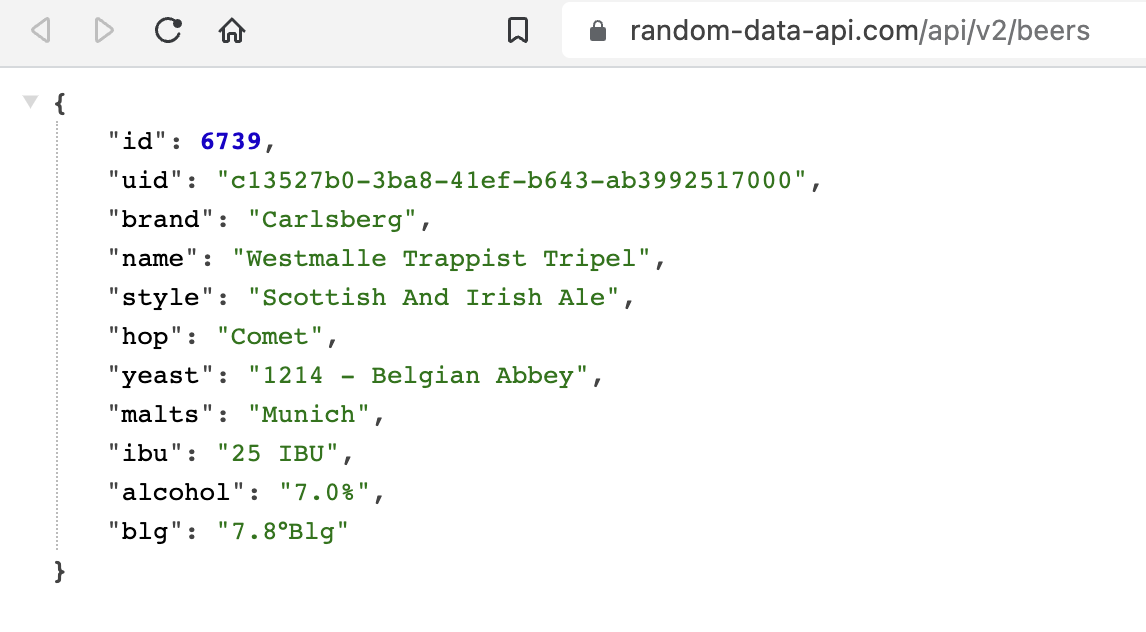 random-data-api.com/api/v2/beers
{
"id": 6739,
"uid": "c13527b0-3ba8-41ef-b643-ab3992517000",
"brand": "Carlsberg",
"name": "Westmalle Trappist Tripel",
"style": "Scottish And Irish Ale",
"hop": "Comet",
"yeast": "1214 - Belgian Abbey",
"malts": "Munich",
"ibu": "25 IBU",
"alcohol": "7.0%",
"blg": "7.8°Blg"
}